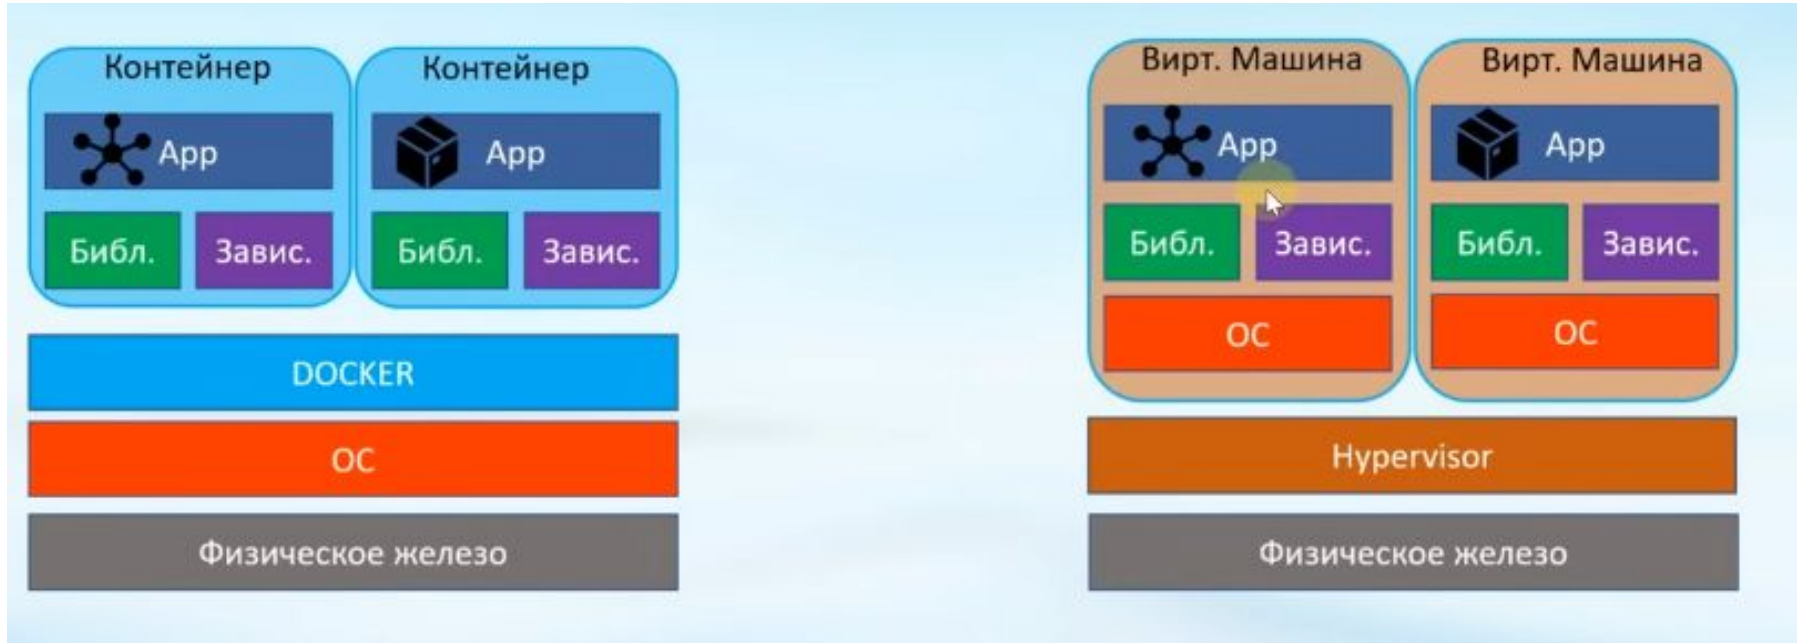 Контейнер
Контейнер
App
App
Библ.
Завис.
Библ.
Завис.
DOCKER
ОС
Физическое железо
Вирт. Машина
Вирт. Машина
App
App
Библ.
Завис.
Библ.
Завис.
ОС
ОС
Hypervisor
Физическое железо